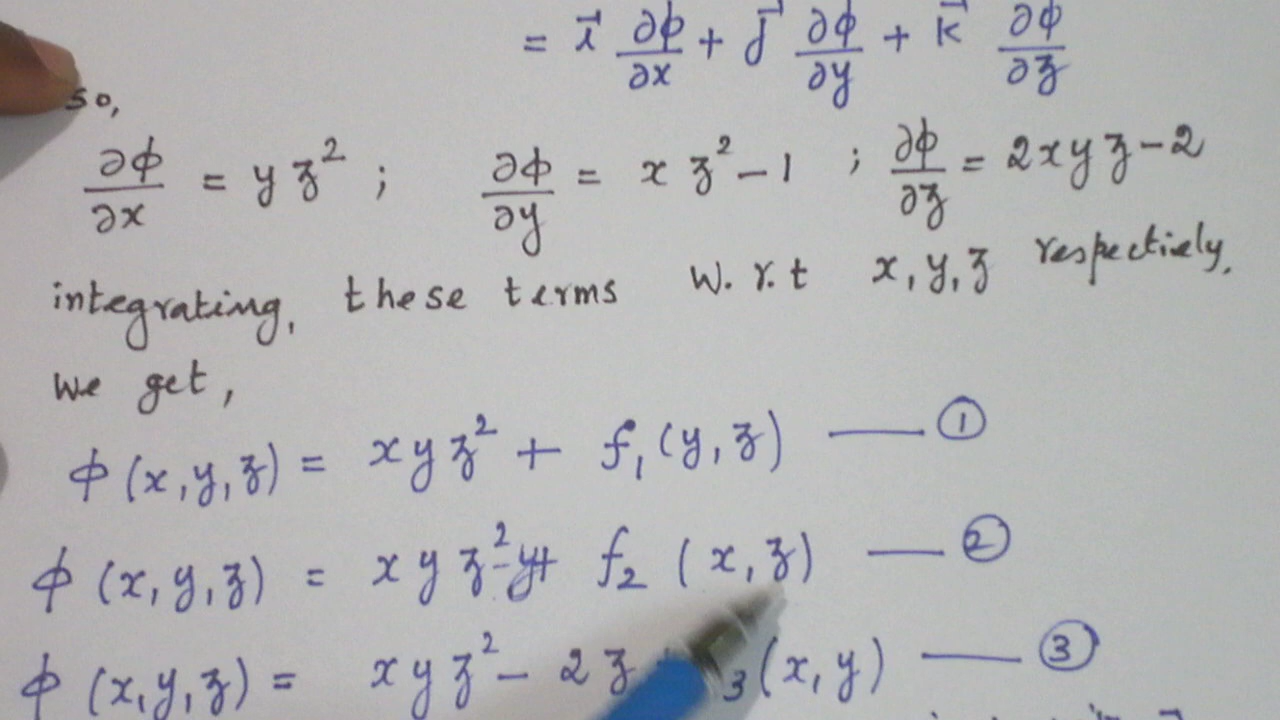 = i⃗ ∂ϕ/∂x + j⃗ ∂ϕ/∂y + k⃗ ∂ϕ/∂z
so,
∂ϕ/∂x = yz² ; ∂ϕ/∂y = xz² - 1 ; ∂ϕ/∂z = 2xyz - 2
integrating, these terms w.r.t x, y, z respectively,
we get,
ϕ(x, y, z) = xyz² + f₁(y, z) — ①
ϕ(x, y, z) = xyz² - y + f₂(x, z) — ②
ϕ(x, y, z) = xyz² - 2z ₃(x, y) — ③